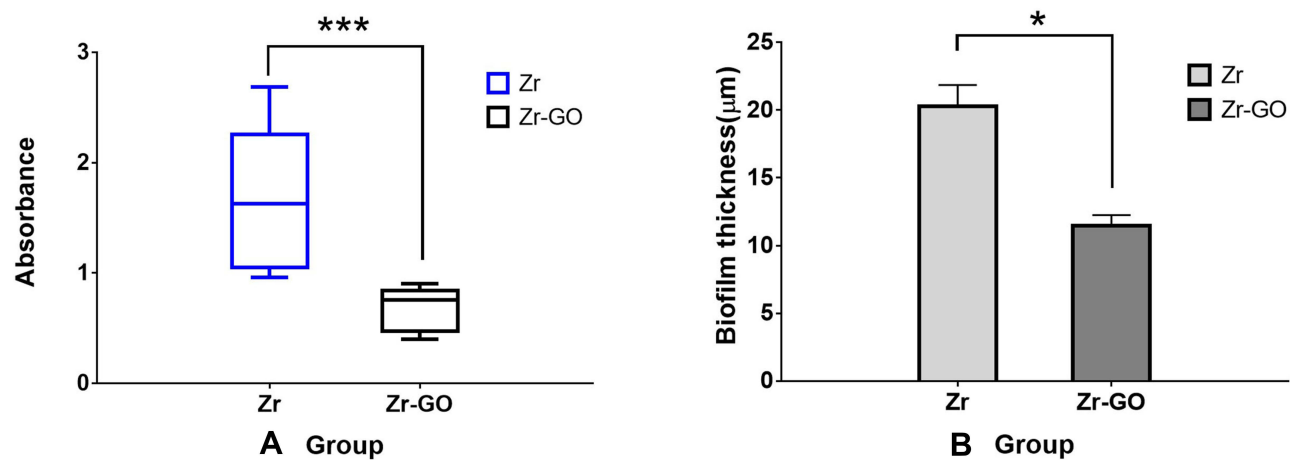 ***
3
2
1
0
Absorbance
Zr
Zr-GO
Zr
Zr-GO
A Group
*
25
20
15
10
5
0
Biofilm thickness(μm)
Zr
Zr-GO
Zr
Zr-GO
B Group